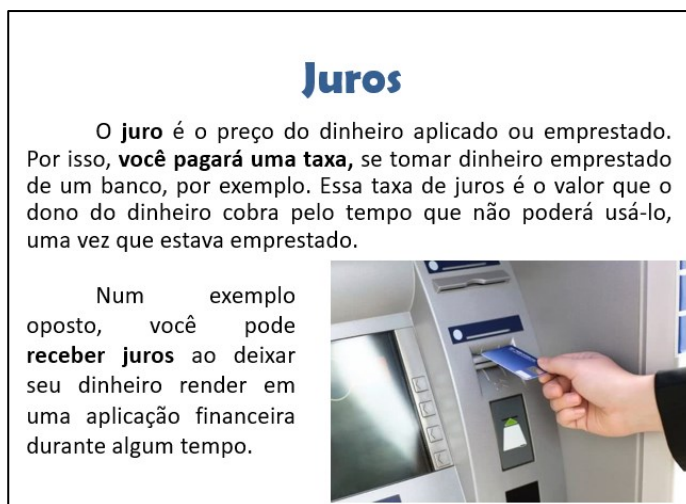 Juros
O juro é o preço do dinheiro aplicado ou emprestado.
Por isso, você pagará uma taxa, se tomar dinheiro emprestado
de um banco, por exemplo. Essa taxa de juros é o valor que o
dono do dinheiro cobra pelo tempo que não poderá usá-lo,
uma vez que estava emprestado.
Num exemplo
oposto, você pode
receber juros ao deixar
seu dinheiro render em
uma aplicação financeira
durante algum tempo.